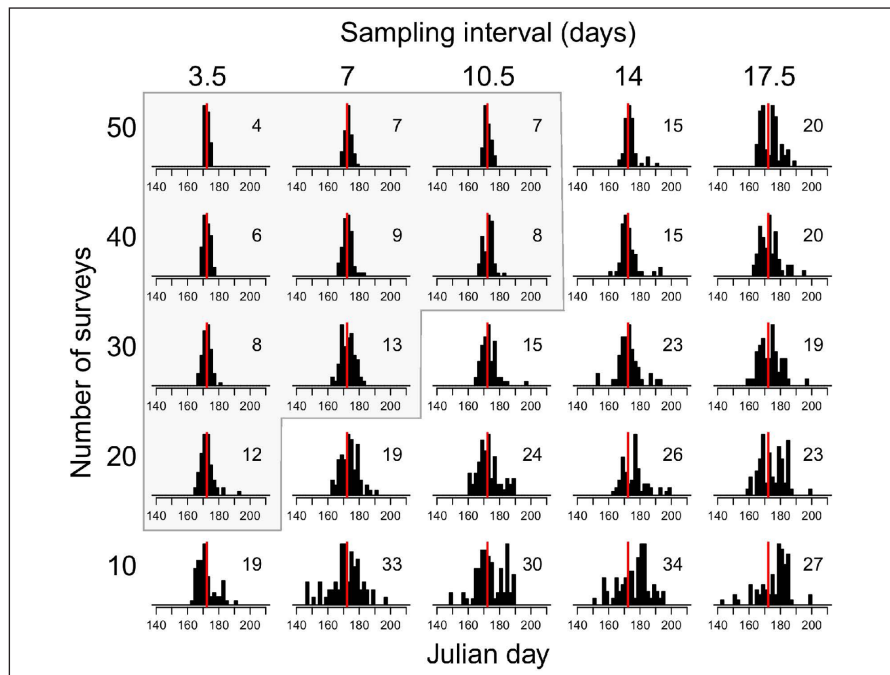 Sampling interval (days)
3.5 7 10.5 14 17.5
Number of surveys
50 4 7 7 15 20
140 160 180 200 140 160 180 200 140 160 180 200 140 160 180 200 140 160 180 200
40 6 9 8 15 20
140 160 180 200 140 160 180 200 140 160 180 200 140 160 180 200 140 160 180 200
30 8 13 15 23 19
140 160 180 200 140 160 180 200 140 160 180 200 140 160 180 200 140 160 180 200
20 12 19 24 26 23
140 160 180 200 140 160 180 200 140 160 180 200 140 160 180 200 140 160 180 200
10 19 33 30 34 27
140 160 180 200 140 160 180 200 140 160 180 200 140 160 180 200 140 160 180 200
Julian day